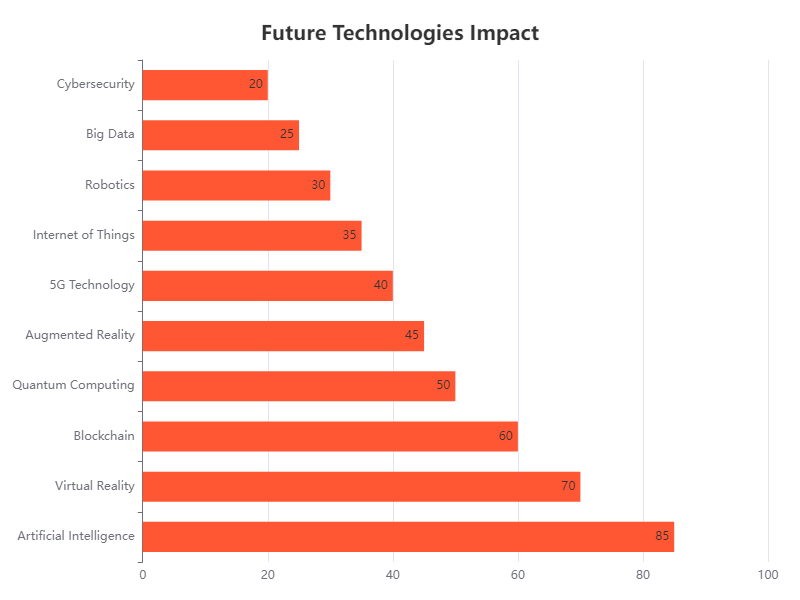 Future Technologies Impact
Cybersecurity 20
Big Data 25
Robotics 30
Internet of Things 35
5G Technology 40
Augmented Reality 45
Quantum Computing 50
Blockchain 60
Virtual Reality 70
Artificial Intelligence 85
0 20 40 60 80 100